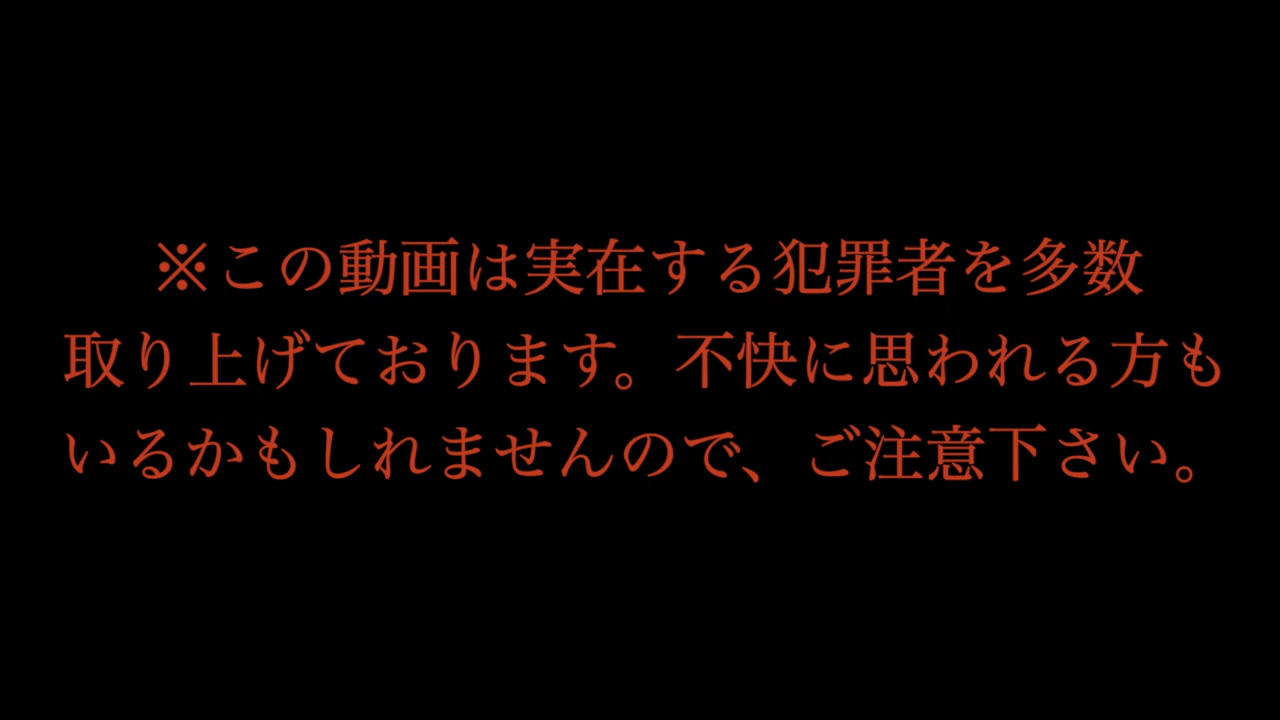 ※この動画は実在する犯罪者を多数
取り上げております。不快に思われる方も
いるかもしれませんので、ご注意下さい。